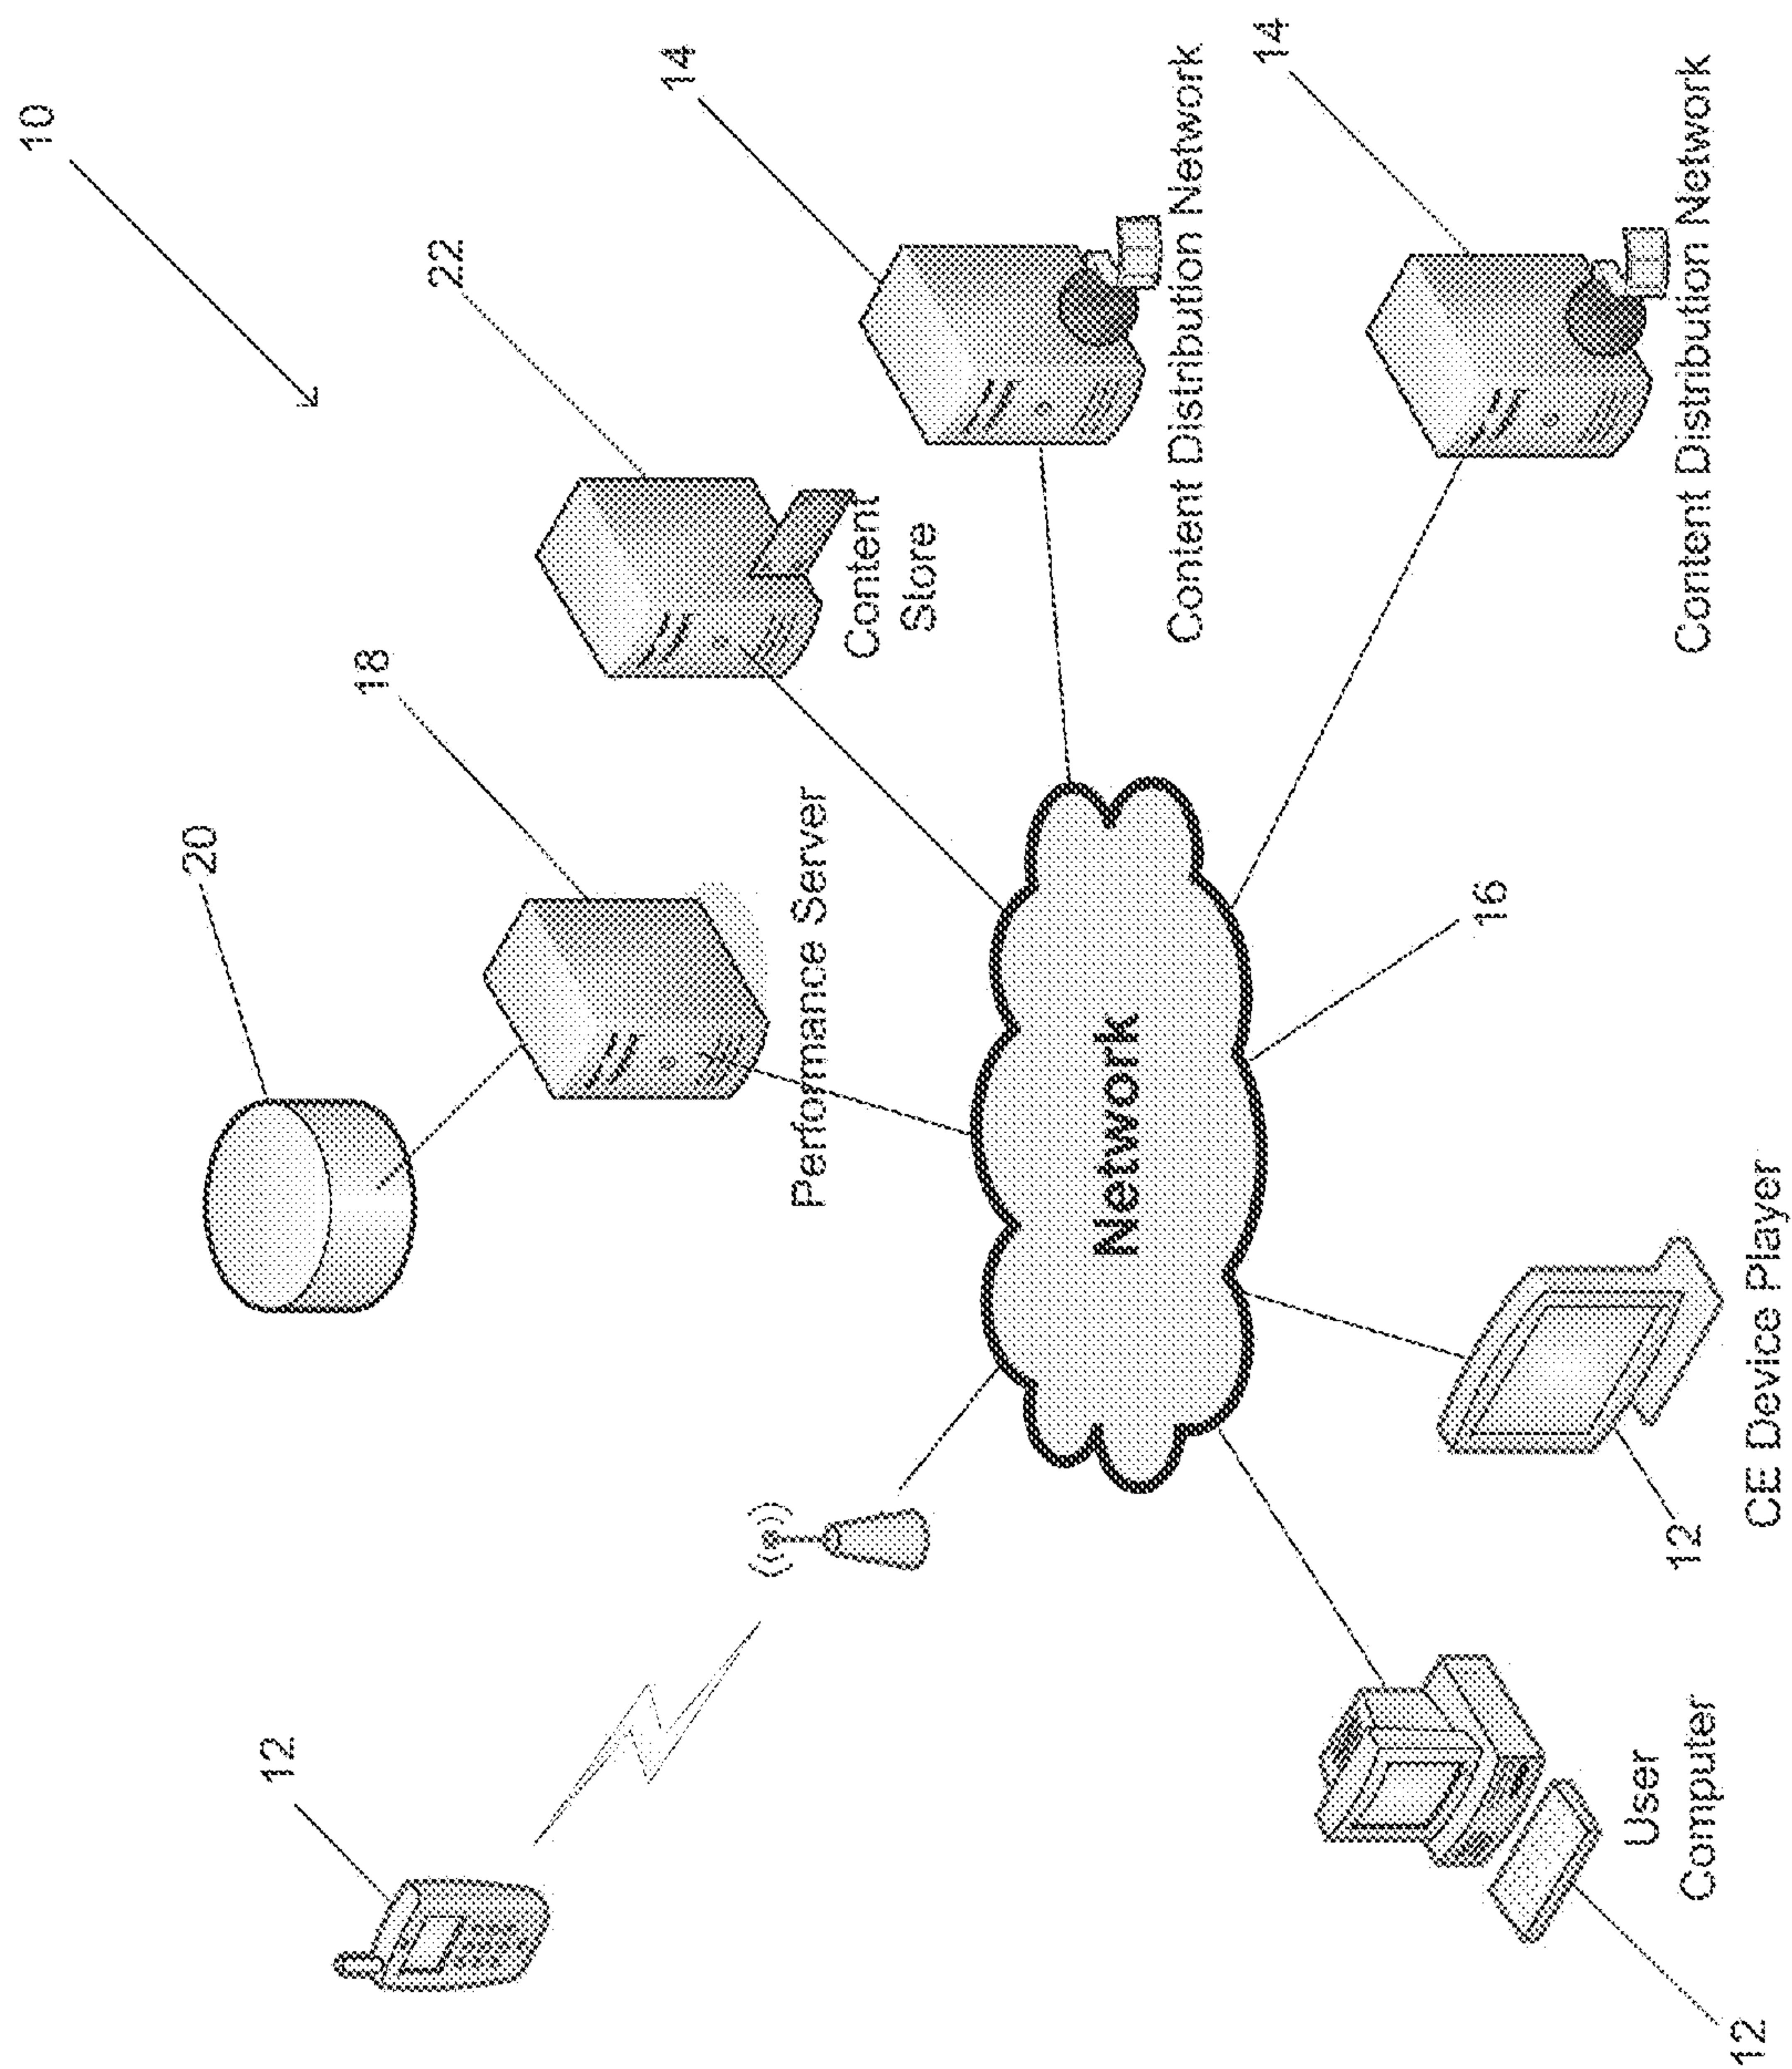 10
12
20
18
22
14
Performance Server
Content
Store
Content Distribution Network
14
Content Distribution Network
Network
16
User
Computer
12
12
CE Device Player